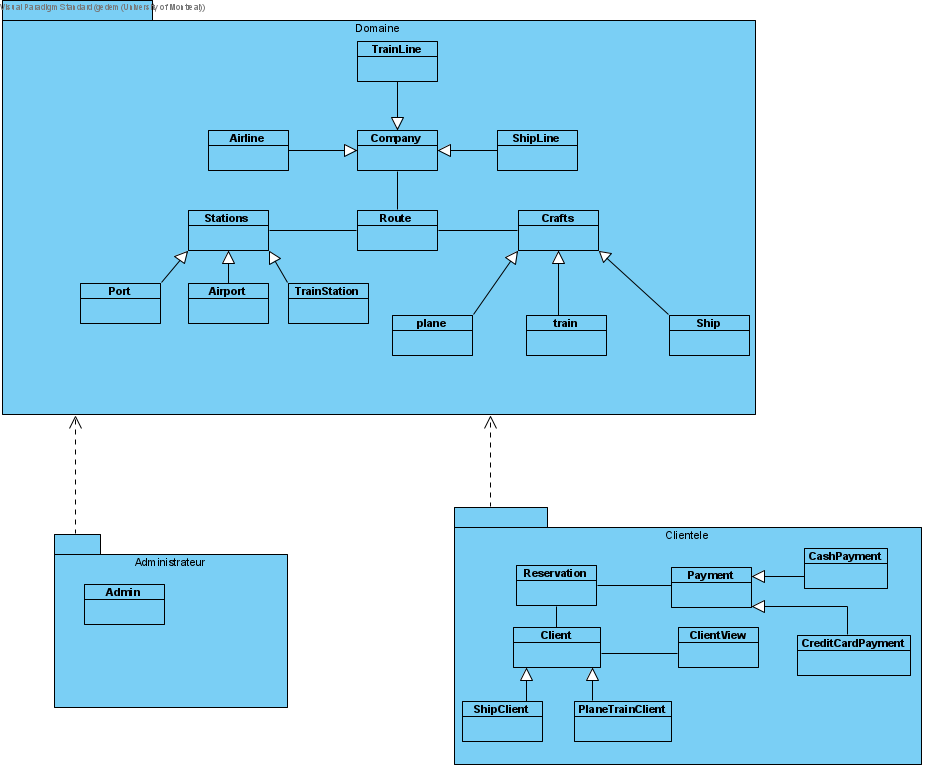 Visual Paradigm Standard(gedem (University of Montreal))
Domaine
TrainLine
Airline
Company
ShipLine
Stations
Route
Crafts
Port
Airport
TrainStation
plane
train
Ship
Administrateur
Admin
Clientele
CashPayment
Reservation
Payment
Client
ClientView
CreditCardPayment
ShipClient
PlaneTrainClient